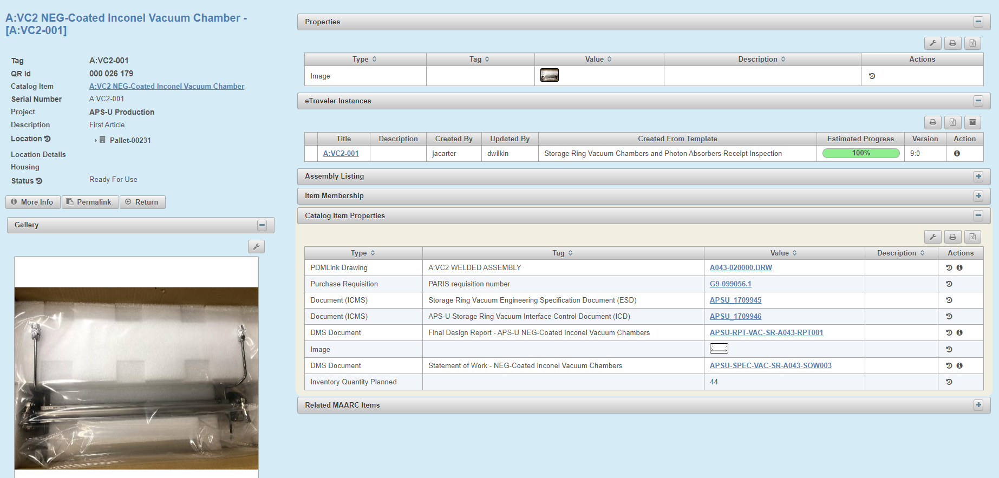 A:VC2 NEG-Coated Inconel Vacuum Chamber -
[A:VC2-001]
Tag A:VC2-001
QR Id 000 026 179
Catalog Item A:VC2 NEG-Coated Inconel Vacuum Chamber
Serial Number A:VC2-001
Project APS-U Production
Description First Article
Location Pallet-00231
Location Details
Housing
Status Ready For Use
More Info Permalink Return
Gallery
Properties
Type Tag Value Description Actions
Image
eTraveler Instances
Title Description Created By Updated By Created From Template Estimated Progress Version Action
A:VC2-001 jacarter dwilkin Storage Ring Vacuum Chambers and Photon Absorbers Receipt Inspection 100% 9:0
Assembly Listing
Item Membership
Catalog Item Properties
Type Tag Value Description Actions
PDMLink Drawing A:VC2 WELDED ASSEMBLY A043-020000.DRW
Purchase Requisition PARIS requisition number G9-099056.1
Document (ICMS) Storage Ring Vacuum Engineering Specification Document (ESD) APSU_1709945
Document (ICMS) APS-U Storage Ring Vacuum Interface Control Document (ICD) APSU_1709946
DMS Document Final Design Report - APS-U NEG-Coated Inconel Vacuum Chambers APSU-RPT-VAC-SR-A043-RPT001
Image
DMS Document Statement of Work - NEG-Coated Inconel Vacuum Chambers APSU-SPEC-VAC-SR-A043-SOW003
Inventory Quantity Planned 44
Related MAARC Items